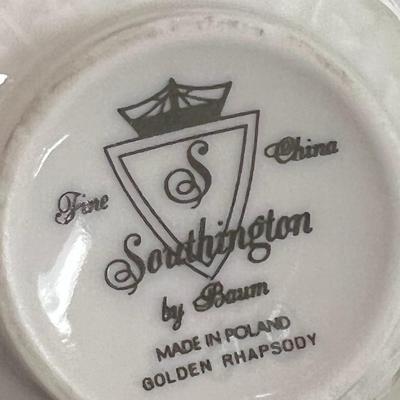 S
Fine China
Southington
by Baum
MADE IN POLAND
GOLDEN RHAPSODY